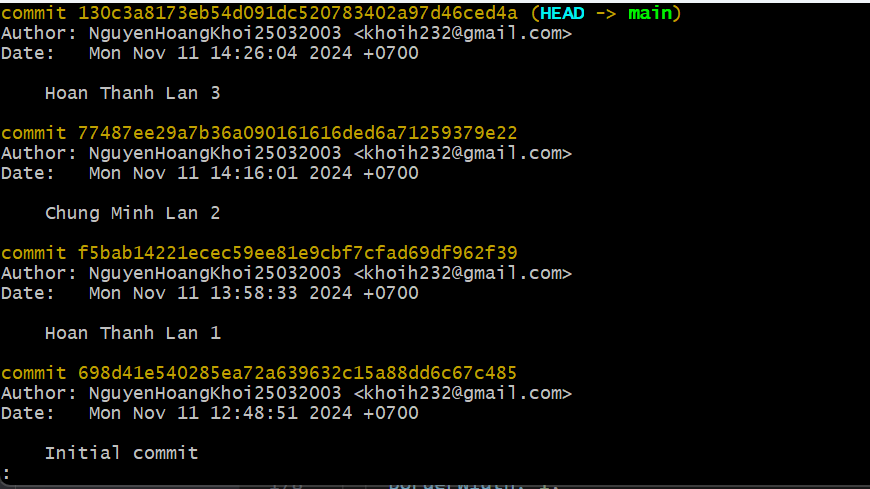 commit 130c3a8173eb54d091dc520783402a97d46ced4a (HEAD -> main)
Author: NguyenHoangKhoi25032003 <khoih232@gmail.com>
Date:   Mon Nov 11 14:26:04 2024 +0700
Hoan Thanh Lan 3
commit 77487ee29a7b36a090161616ded6a71259379e22
Author: NguyenHoangKhoi25032003 <khoih232@gmail.com>
Date:   Mon Nov 11 14:16:01 2024 +0700
Chung Minh Lan 2
commit f5bab14221ecec59ee81e9cbf7cfad69df962f39
Author: NguyenHoangKhoi25032003 <khoih232@gmail.com>
Date:   Mon Nov 11 13:58:33 2024 +0700
Hoan Thanh Lan 1
commit 698d41e540285ea72a639632c15a88dd6c67c485
Author: NguyenHoangKhoi25032003 <khoih232@gmail.com>
Date:   Mon Nov 11 12:48:51 2024 +0700
Initial commit
: